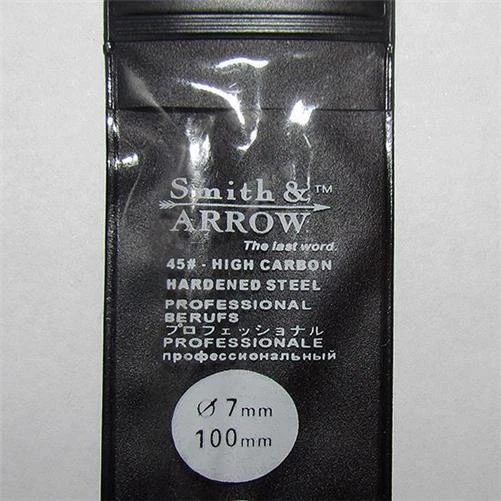 Smith & ™
ARROW
The last word.
45# - HIGH CARBON
HARDENED STEEL
PROFESSIONAL
BERUFS
プロフェッショナル
PROFESSIONALE
профессиональный
Ø 7mm
100mm